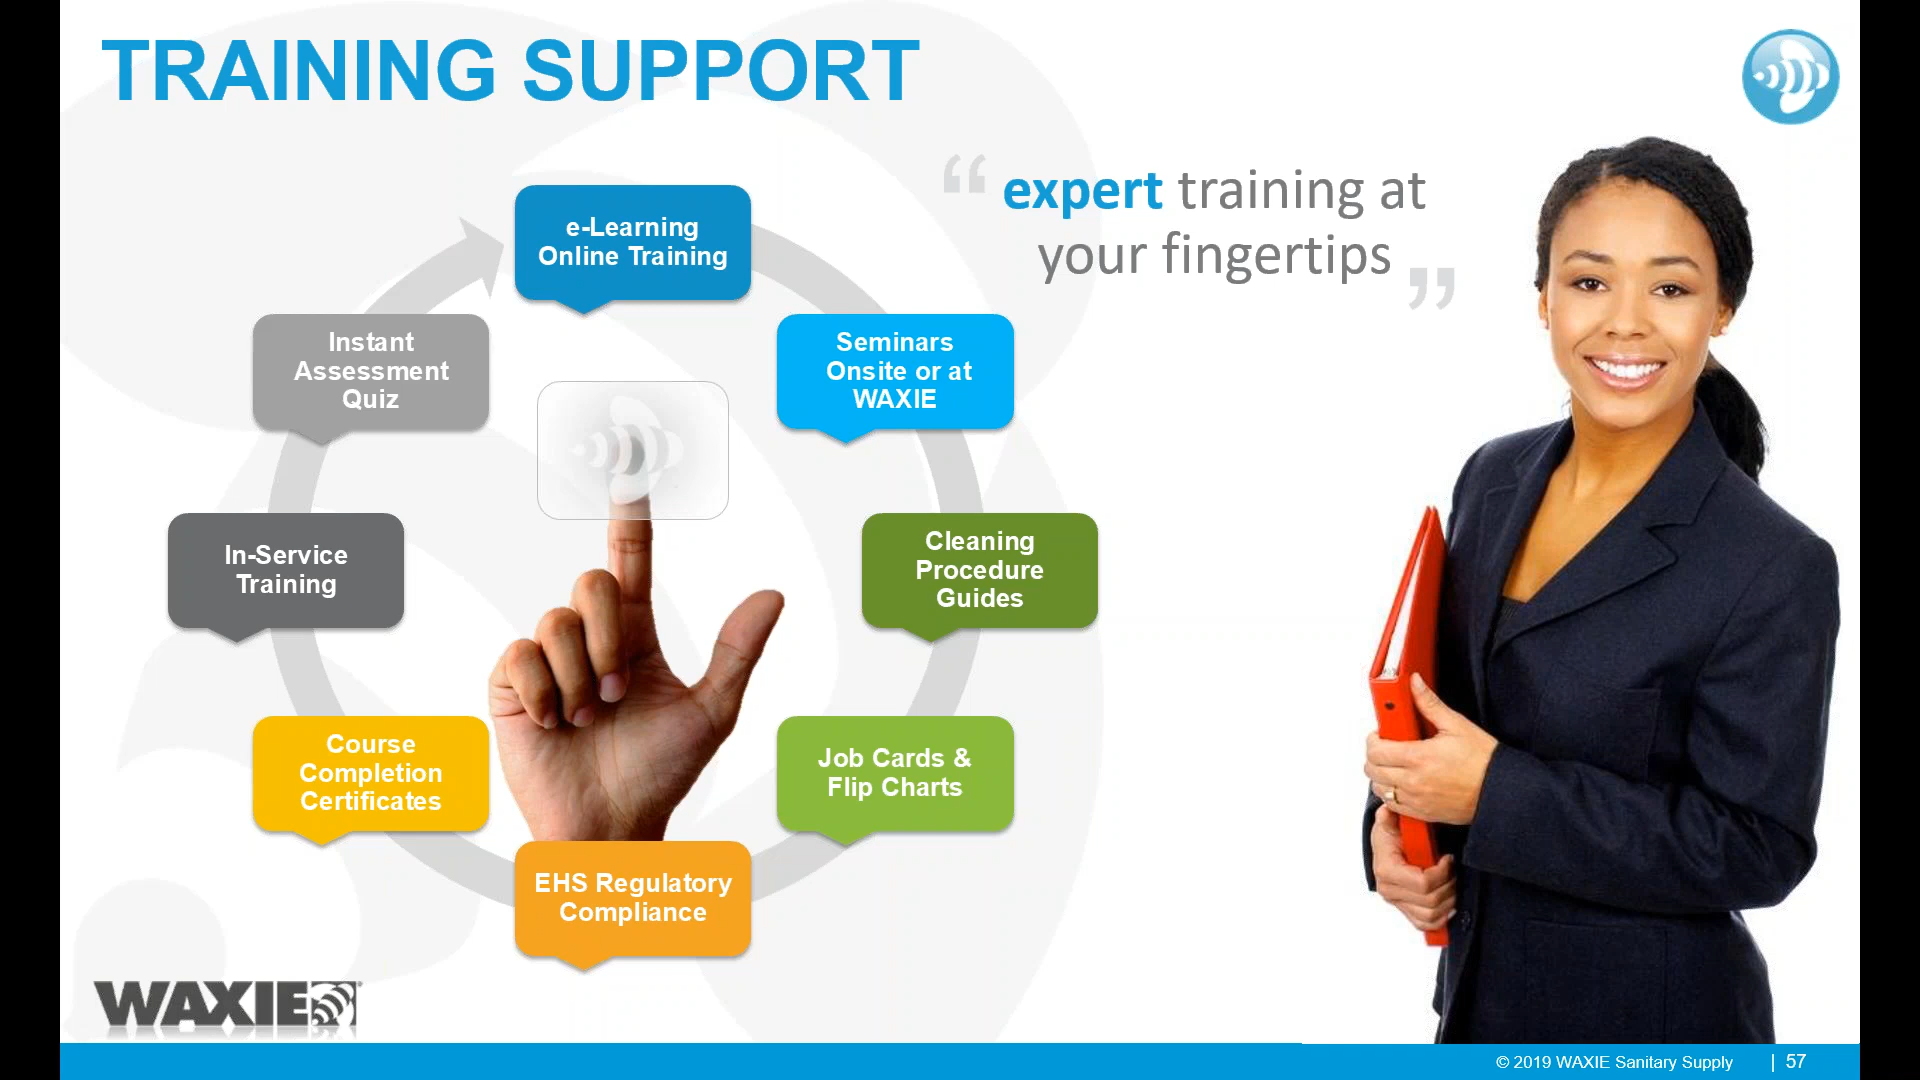 TRAINING SUPPORT
“ expert training at
your fingertips ”
e-Learning
Online Training
Seminars
Onsite or at
WAXIE
Cleaning
Procedure
Guides
Job Cards &
Flip Charts
EHS Regulatory
Compliance
Course
Completion
Certificates
In-Service
Training
Instant
Assessment
Quiz
WAXIE
© 2019 WAXIE Sanitary Supply | 57